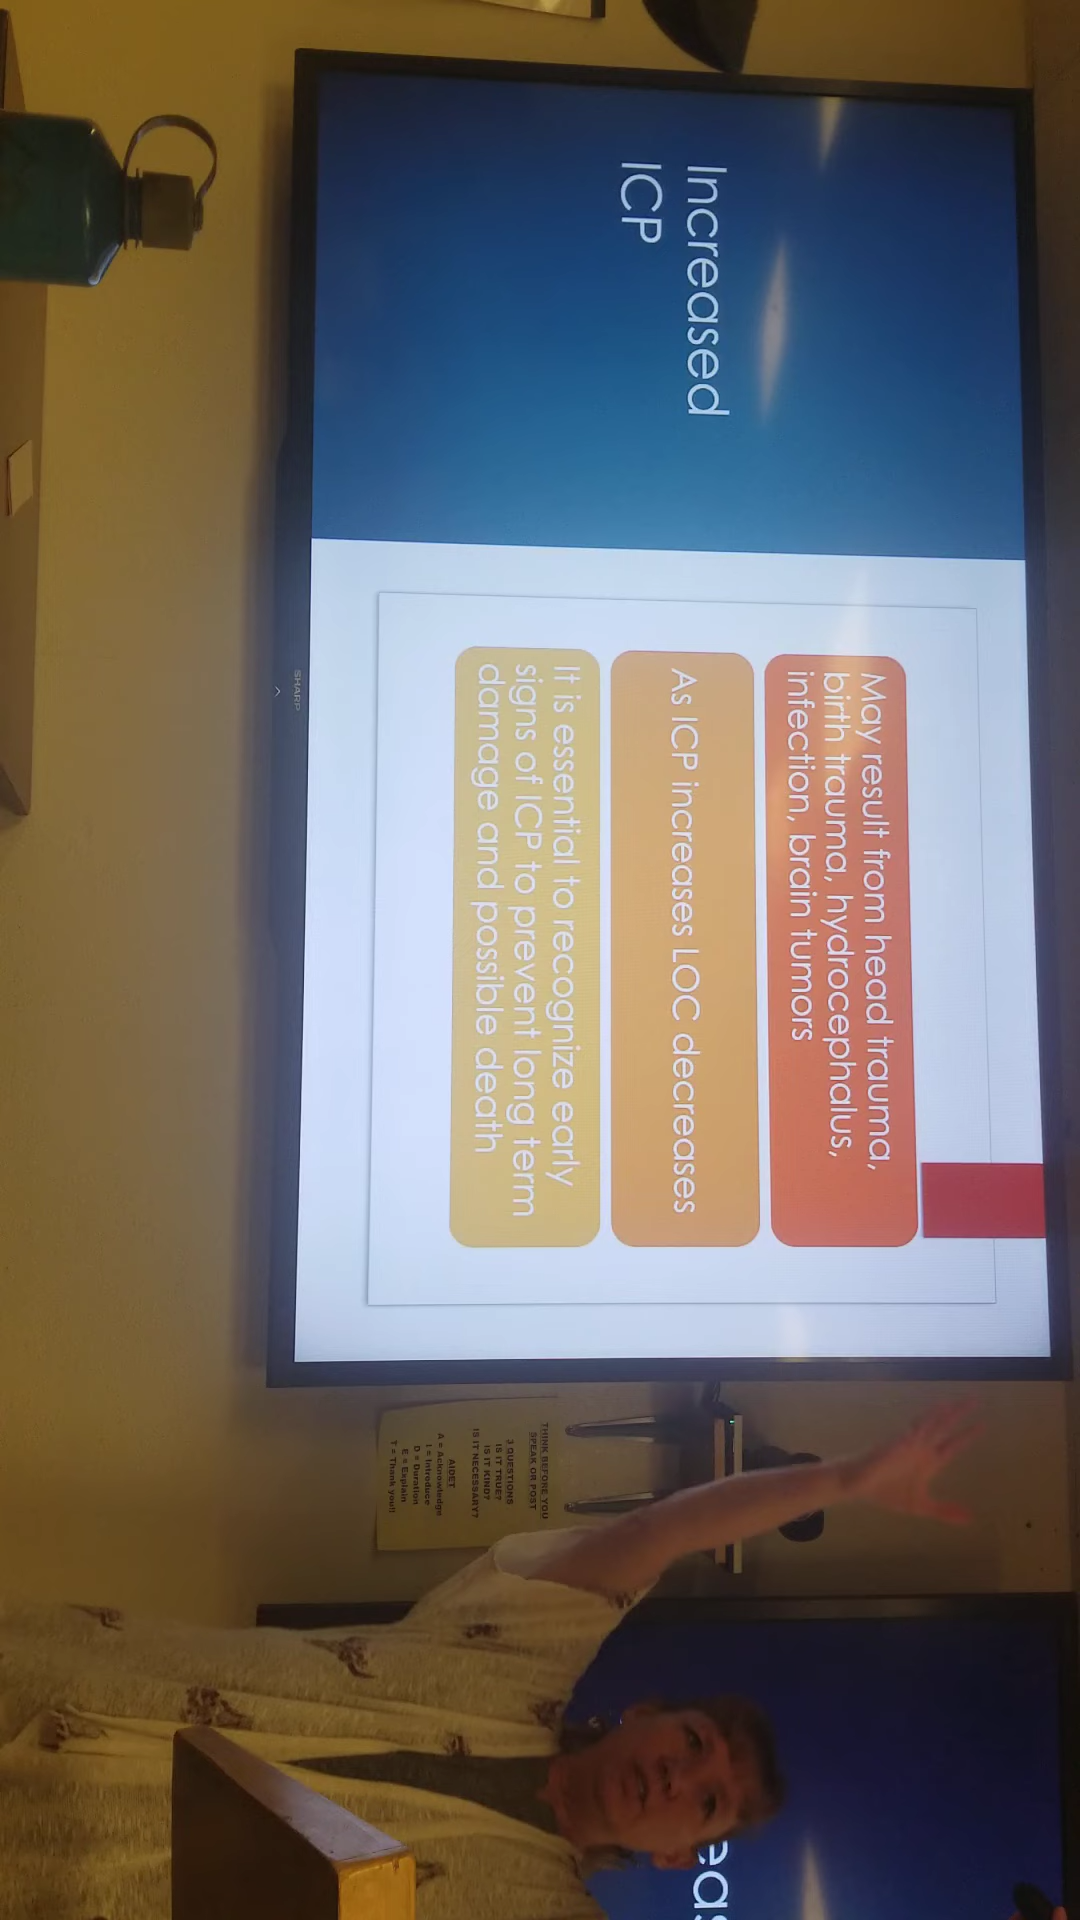 Increased
ICP
May result from head trauma,
birth trauma, hydrocephalus,
infection, brain tumors
As ICP increases LOC decreases
It is essential to recognize early
signs of ICP to prevent long term
damage and possible death
SHARP
THINK BEFORE YOU
SPEAK OR POST
3 QUESTIONS
IS IT TRUE?
IS IT KIND?
IS IT NECESSARY?
AIDET
A = Acknowledge
I = Introduce
D = Duration
E = Explain
T = Thank you!!
eas